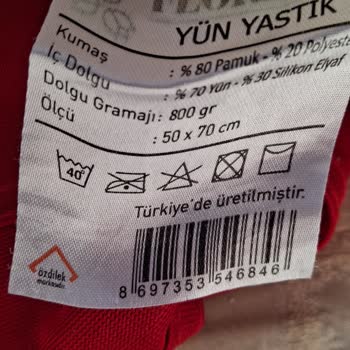 YÜN YASTIK
Kumaş : % 80 Pamuk - % 20 Polyester
İç Dolgu : % 70 Yün - % 30 Silikon Elyaf
Dolgu Gramajı : 800 gr
Ölçü : 50 x 70 cm
40°
Türkiye'de üretilmiştir.
özdilek
markasıdır.
8 697353 546846